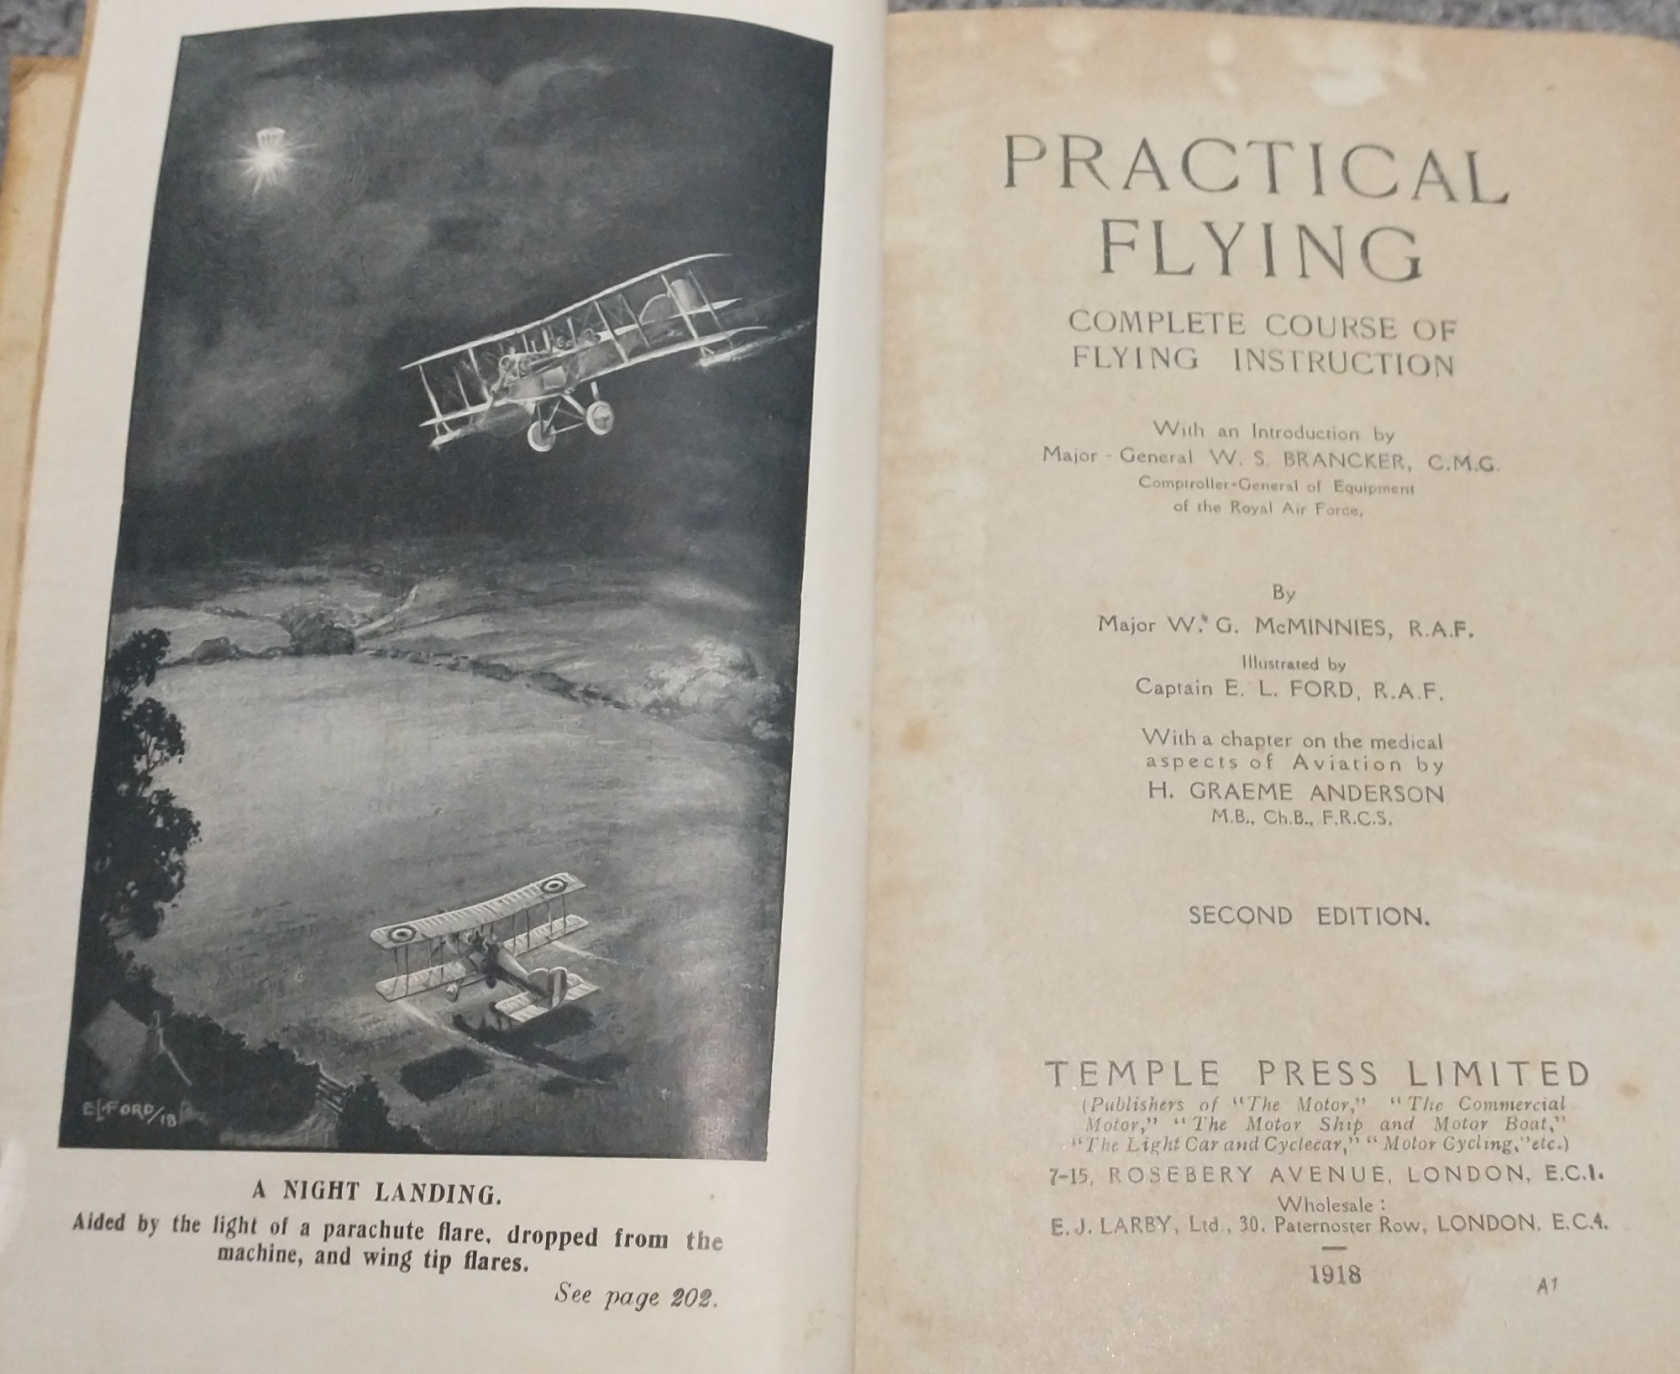 E.L.FORD/18
A NIGHT LANDING.
Aided by the light of a parachute flare, dropped from the
machine, and wing tip flares.
See page 202.
PRACTICAL
FLYING
COMPLETE COURSE OF
FLYING INSTRUCTION
With an Introduction by
Major - General W. S. BRANCKER, C.M.G.
Comptroller-General of Equipment
of the Royal Air Force,
By
Major W. G. McMINNIES, R.A.F.
Illustrated by
Captain E. L. FORD, R.A.F.
With a chapter on the medical
aspects of Aviation by
H. GRAEME ANDERSON
M.B., Ch.B., F.R.C.S.
SECOND EDITION.
TEMPLE PRESS LIMITED
(Publishers of "The Motor," "The Commercial
Motor," "The Motor Ship and Motor Boat,"
"The Light Car and Cyclecar," "Motor Cycling," etc.)
7-15, ROSEBERY AVENUE, LONDON, E.C.1.
Wholesale :
E. J. LARBY, Ltd., 30, Paternoster Row, LONDON, E.C.4.
1918
A1